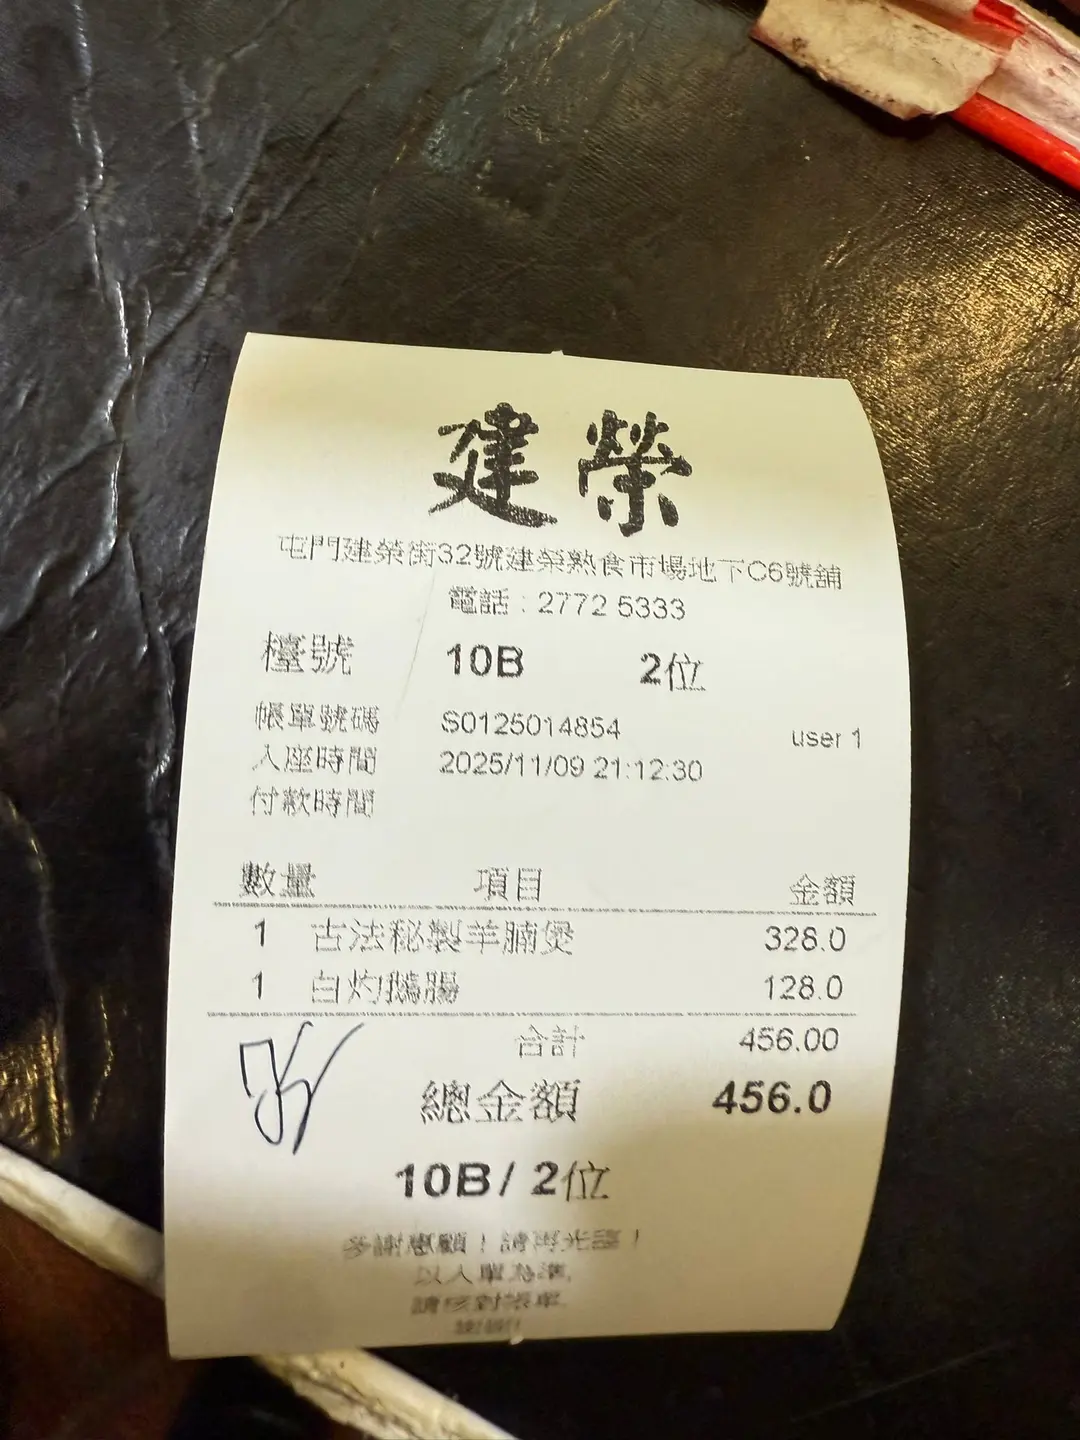 建榮
屯門建榮街32號建榮熟食市場地下C6號舖
電話：2772 5333
檯號 10B 2位
帳單號碼 S0125014854 user 1
入座時間 2025/11/09 21:12:30
付款時間
數量 項目 金額
1 古法秘製羊腩煲 328.0
1 白灼鵝腸 128.0
合計 456.00
總金額 456.0
10B/ 2位
多謝惠顧！請再光臨！
以人單為準,
請核對帳單,